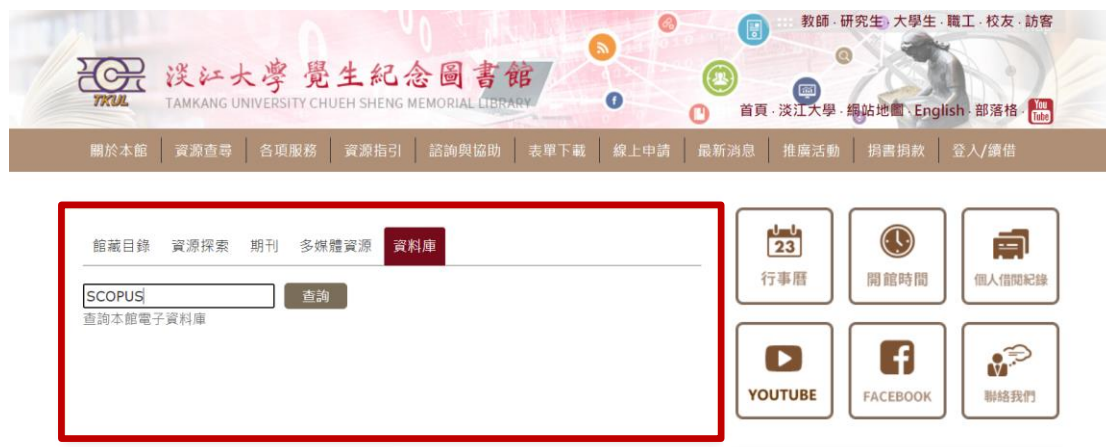 教師 · 研究生 · 大學生 · 職工 · 校友 · 訪客
淡江大學 覺生紀念圖書館
TKUL
TAMKANG UNIVERSITY CHUEH SHENG MEMORIAL LIBRARY
首頁 · 淡江大學 · 網站地圖 · English · 部落格 · You Tube
關於本館 | 資源查尋 | 各項服務 | 資源指引 | 諮詢與協助 | 表單下載 | 線上申請 | 最新消息 | 推廣活動 | 捐書捐款 | 登入/續借
館藏目錄 資源探索 期刊 多媒體資源 資料庫
SCOPUS 查詢
查詢本館電子資料庫
23
行事曆 開館時間 個人借閱紀錄
YOUTUBE FACEBOOK 聯絡我們